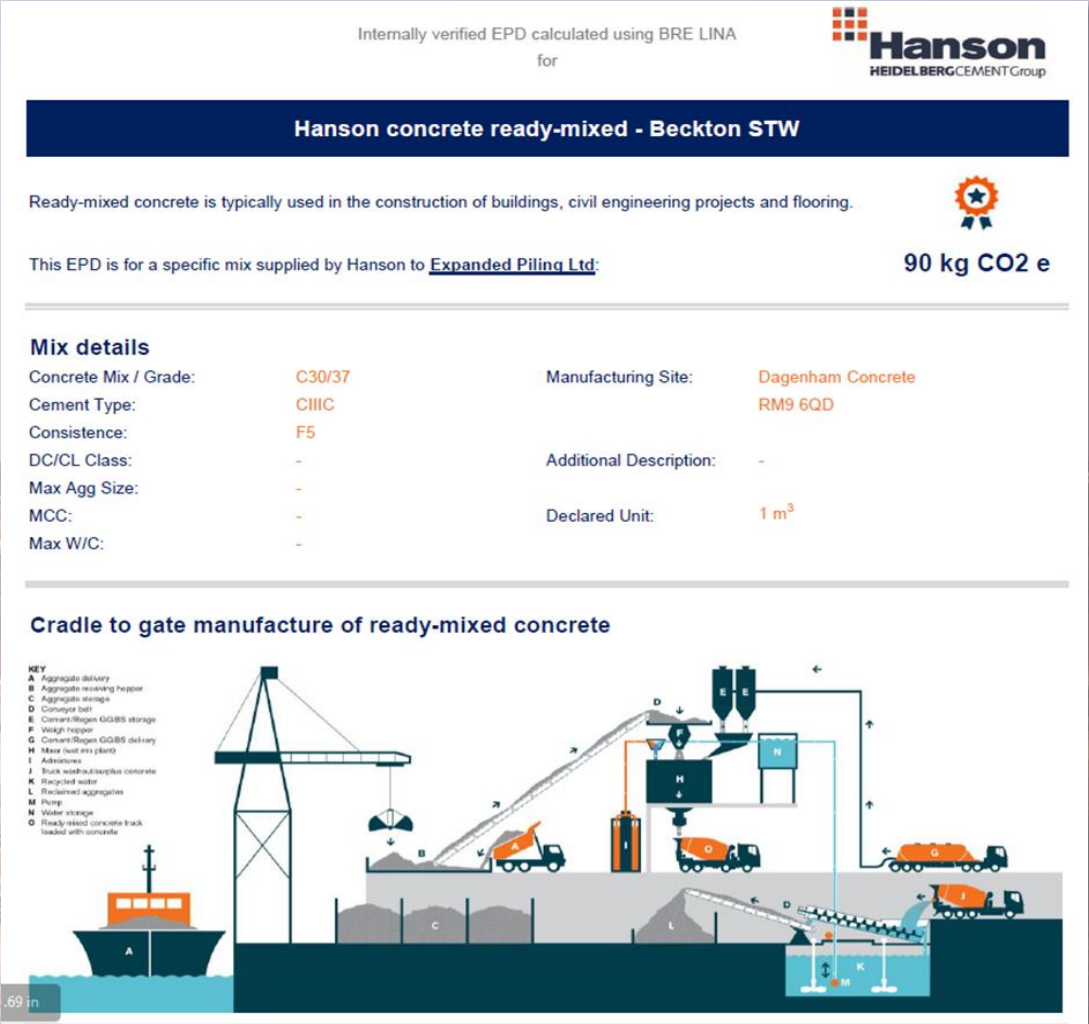 Internally verified EPD calculated using BRE LINA
for
Hanson
HEIDELBERGCEMENTGroup
Hanson concrete ready-mixed - Beckton STW
Ready-mixed concrete is typically used in the construction of buildings, civil engineering projects and flooring.
This EPD is for a specific mix supplied by Hanson to Expanded Piling Ltd:
90 kg CO2 e
Mix details
Concrete Mix / Grade: C30/37 Manufacturing Site: Dagenham Concrete
Cement Type: CIIIC RM9 6QD
Consistence: F5
DC/CL Class: - Additional Description: -
Max Agg Size: -
MCC: - Declared Unit: 1 m³
Max W/C: -
Cradle to gate manufacture of ready-mixed concrete
KEY
A Aggregate delivery
B Aggregate receiving hopper
C Aggregate storage
D Conveyor belt
E Cement/Regen GGBS storage
F Weigh hopper
G Cement/Regen GGBS delivery
H Mixer (wet mix plant)
I Admixtures
J Truck washout/surplus concrete
K Recycled water
L Reclaimed aggregates
M Pump
N Water storage
O Ready-mixed concrete truck
loaded with concrete
D
E E
F
N
H
B
A
I
O
G
J
C
L
D
A
K
M
.69 in